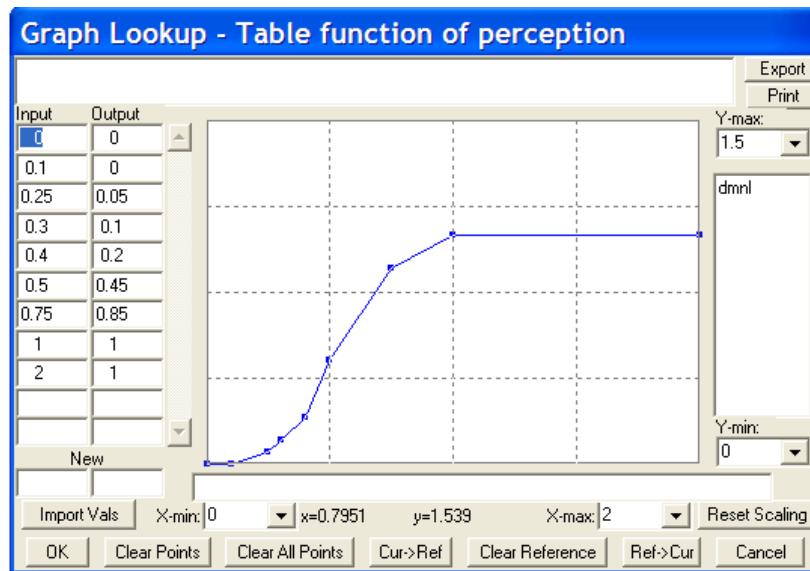 Graph Lookup - Table function of perception
Export
Print
Input Output
Y-max:
0 0
1.5
0.1 0
dmnl
0.25 0.05
0.3 0.1
0.4 0.2
0.5 0.45
0.75 0.85
1 1
2 1
Y-min:
0
New
Import Vals X-min: 0 x=0.7951 y=1.539 X-max: 2 Reset Scaling
OK Clear Points Clear All Points Cur->Ref Clear Reference Ref->Cur Cancel